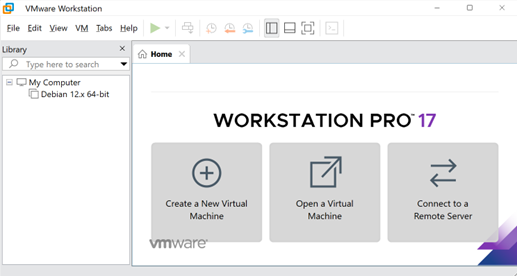 VMware Workstation
File Edit View VM Tabs Help
Library
Type here to search
My Computer
Debian 12.x 64-bit
Home
WORKSTATION PRO™ 17
Create a New Virtual
Machine
Open a Virtual
Machine
Connect to a
Remote Server
vmware®